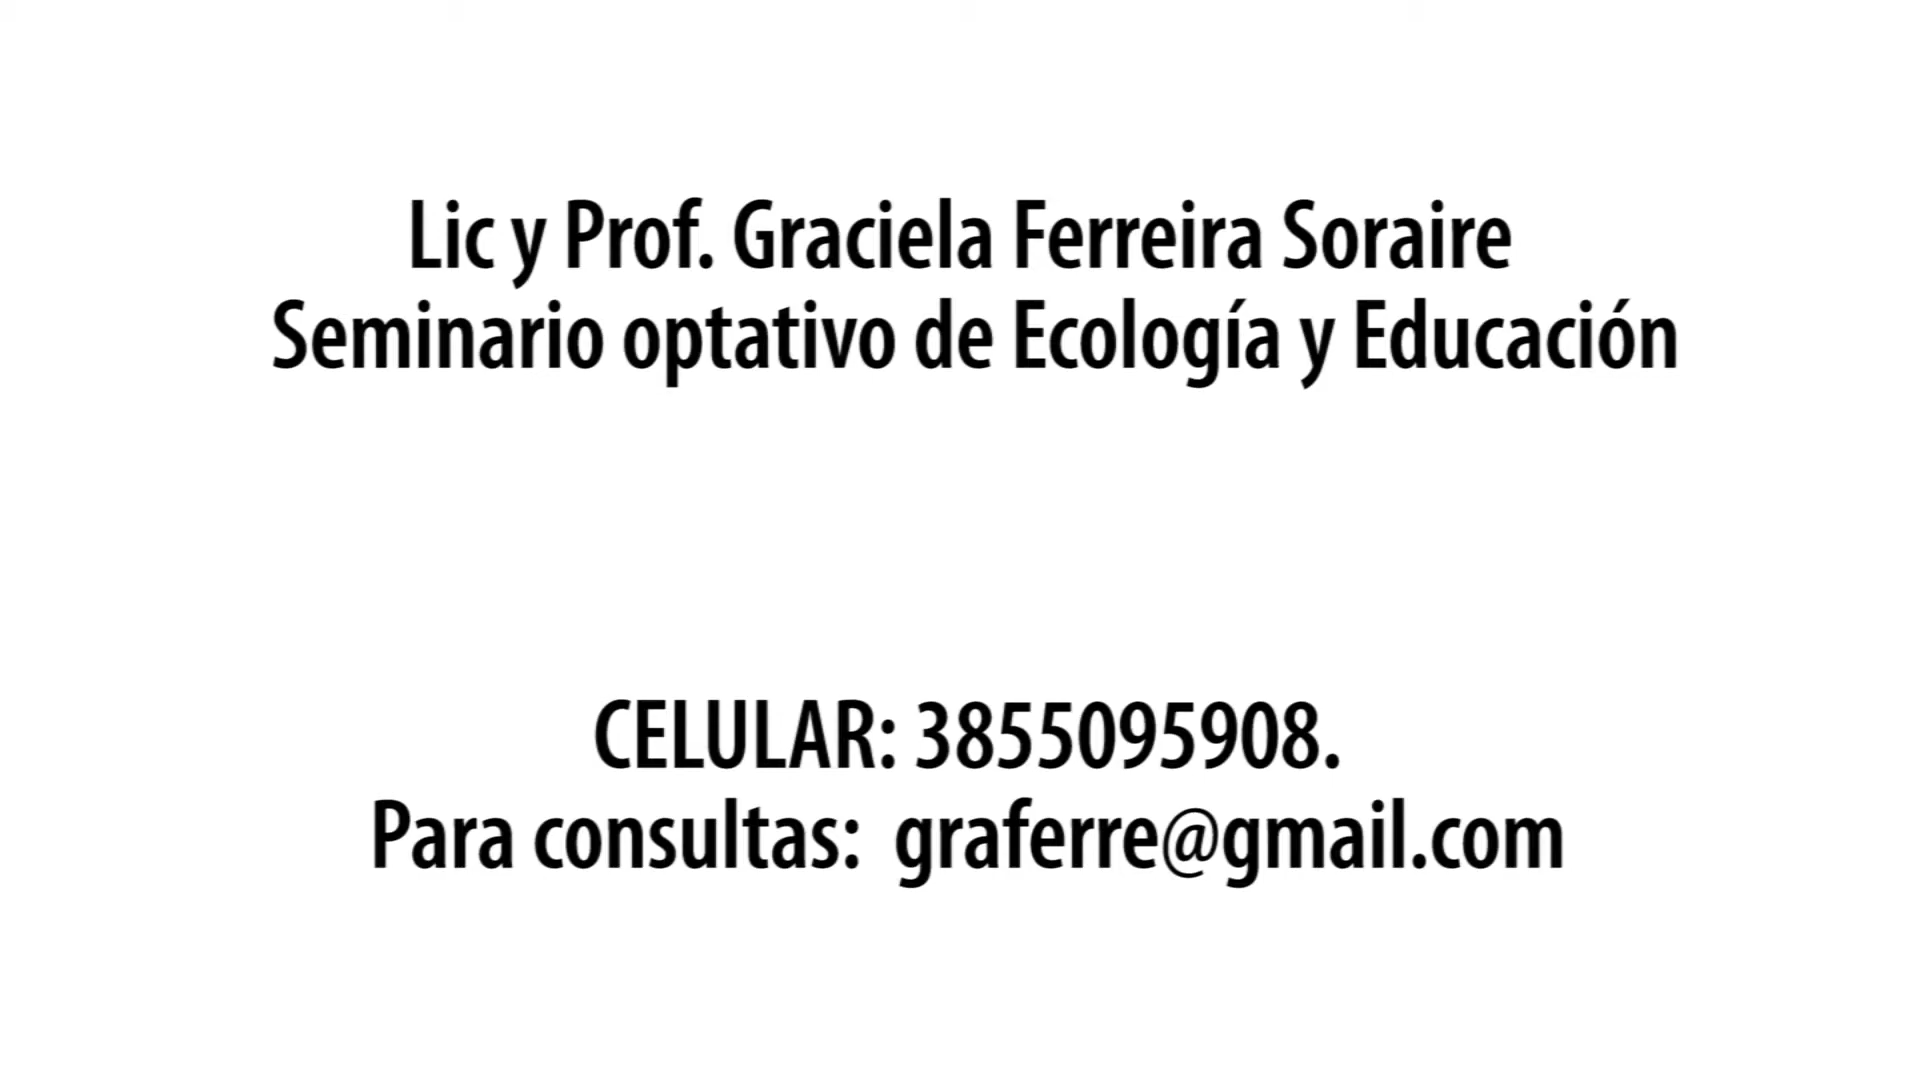 Lic y Prof. Graciela Ferreira Soraire
Seminario optativo de Ecología y Educación
CELULAR: 3855095908.
Para consultas: graferre@gmail.com